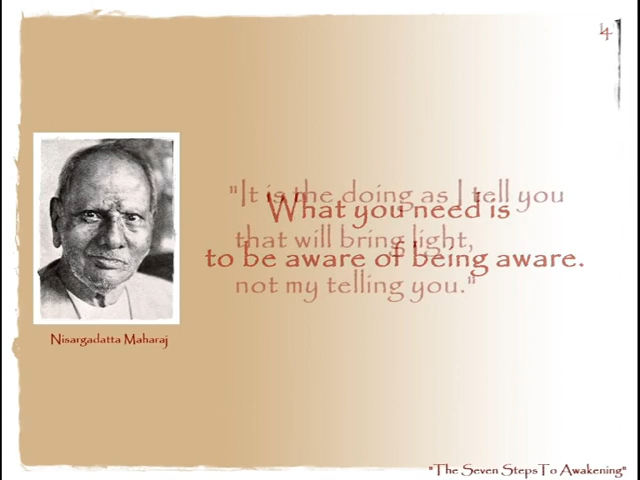 4
"It is the doing as I tell you
What you need is
that will bring light,
to be aware of being aware.
not my telling you."
Nisargadatta Maharaj
"The Seven Steps To Awakening"